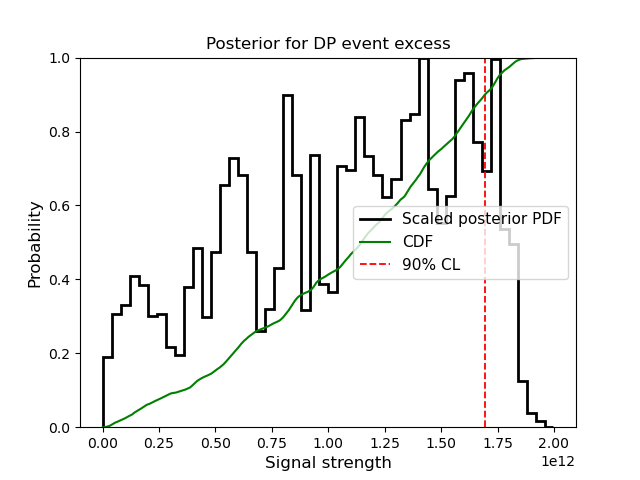 Posterior for DP event excess
Probability
1.0
0.8
0.6
0.4
0.2
0.0
Scaled posterior PDF
CDF
90% CL
0.00 0.25 0.50 0.75 1.00 1.25 1.50 1.75 2.00
1e12
Signal strength